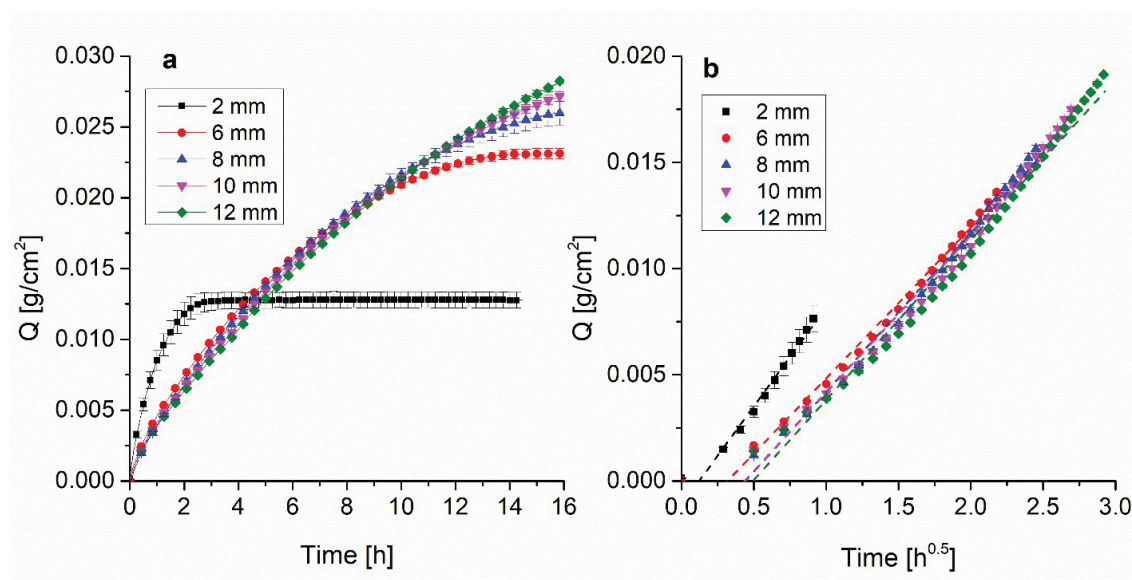 a
0.030
0.025
0.020
0.015
0.010
0.005
0.000
Q [g/cm²]
2 mm
6 mm
8 mm
10 mm
12 mm
0 2 4 6 8 10 12 14 16
Time [h]
b
0.020
0.015
0.010
0.005
0.000
Q [g/cm²]
2 mm
6 mm
8 mm
10 mm
12 mm
0.0 0.5 1.0 1.5 2.0 2.5 3.0
Time [h⁰·⁵]